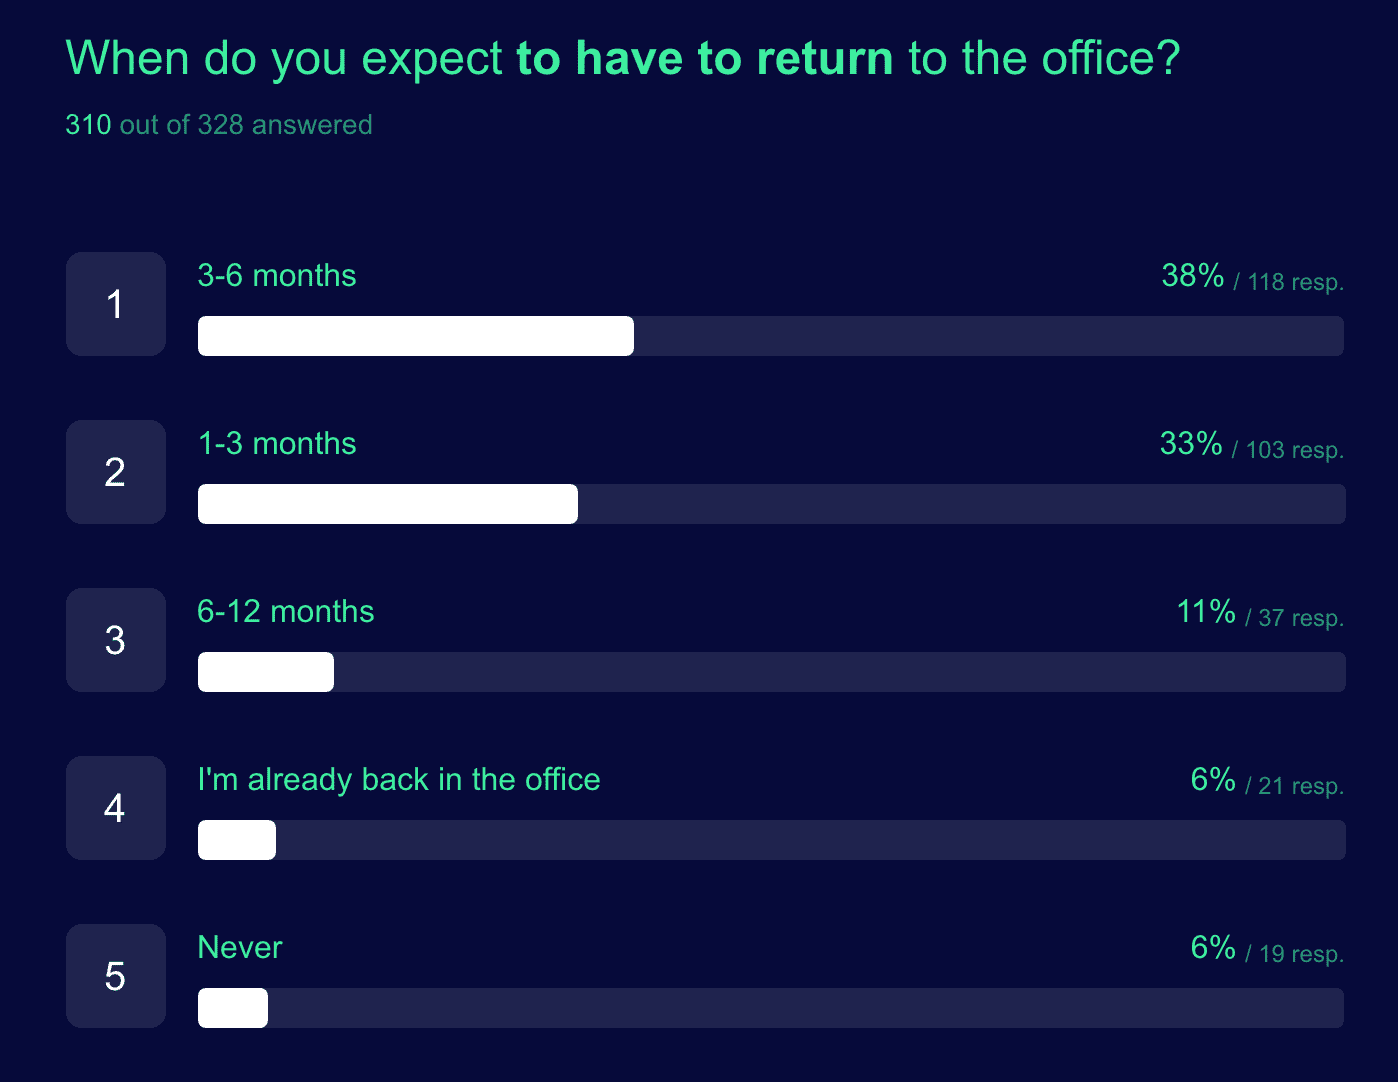 When do you expect to have to return to the office?
310 out of 328 answered
1
3-6 months
38% / 118 resp.
2
1-3 months
33% / 103 resp.
3
6-12 months
11% / 37 resp.
4
I'm already back in the office
6% / 21 resp.
5
Never
6% / 19 resp.